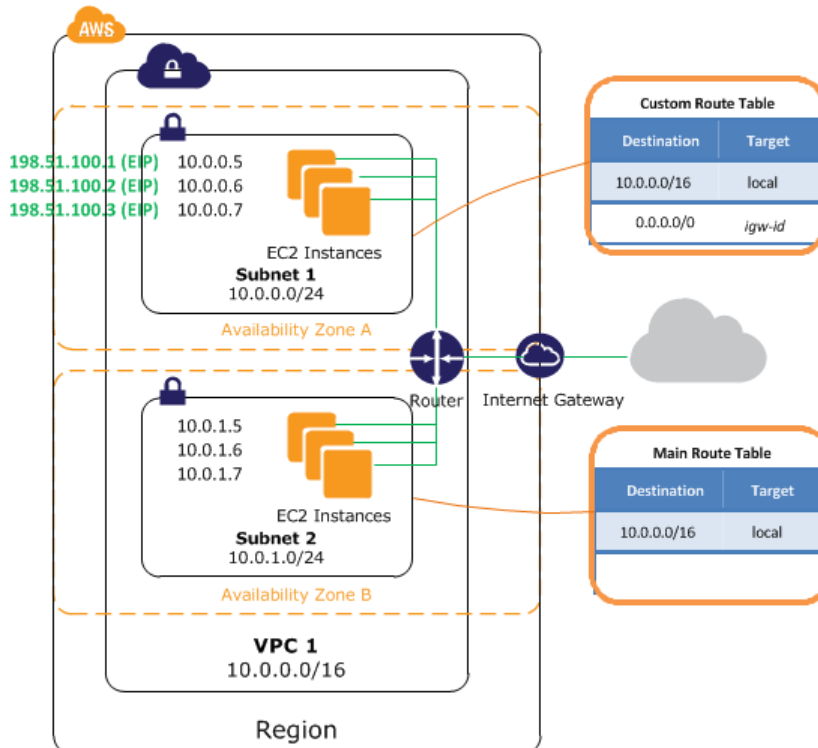 AWS
198.51.100.1 (EIP) 10.0.0.5
198.51.100.2 (EIP) 10.0.0.6
198.51.100.3 (EIP) 10.0.0.7
EC2 Instances
Subnet 1
10.0.0.0/24
Availability Zone A
Custom Route Table
Destination Target
10.0.0.0/16 local
0.0.0.0/0 igw-id
Router Internet Gateway
10.0.1.5
10.0.1.6
10.0.1.7
EC2 Instances
Subnet 2
10.0.1.0/24
Availability Zone B
Main Route Table
Destination Target
10.0.0.0/16 local
VPC 1
10.0.0.0/16
Region